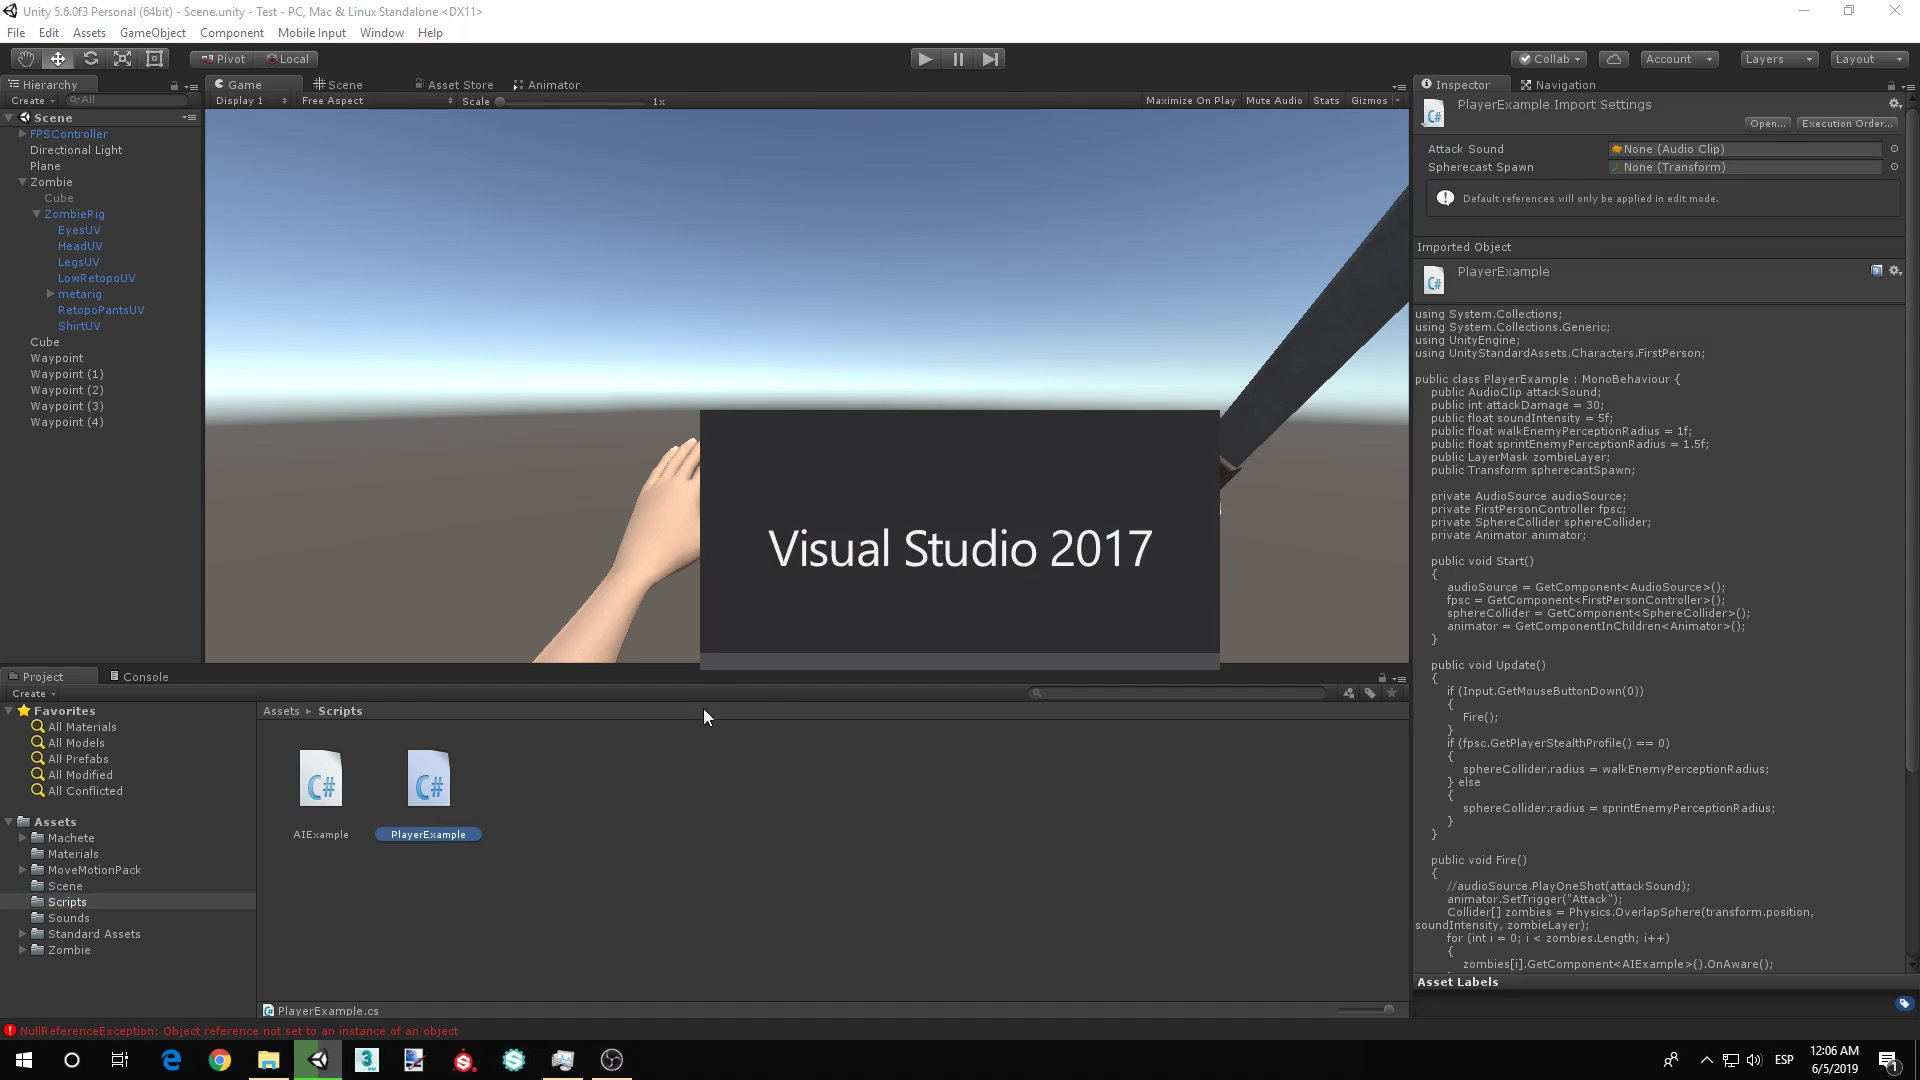 Unity 5.6.0f3 Personal (64bit) - Scene.unity - Test - PC, Mac & Linux Standalone <DX11>
File Edit Assets GameObject Component Mobile Input Window Help
Pivot Local
Collab Account Layers Layout
Hierarchy
Create All
Scene
FPSController
Directional Light
Plane
Zombie
Cube
ZombieRig
EyesUV
HeadUV
LegsUV
LowRetopoUV
metarig
RetopoPantsUV
ShirtUV
Cube
Waypoint
Waypoint (1)
Waypoint (2)
Waypoint (3)
Waypoint (4)
Game Scene Asset Store Animator
Display 1 Free Aspect Scale 1x Maximize On Play Mute Audio Stats Gizmos
Visual Studio 2017
Inspector Navigation
PlayerExample Import Settings
Open... Execution Order...
Attack Sound None (Audio Clip)
Spherecast Spawn None (Transform)
Default references will only be applied in edit mode.
Imported Object
PlayerExample
using System.Collections;
using System.Collections.Generic;
using UnityEngine;
using UnityStandardAssets.Characters.FirstPerson;
public class PlayerExample : MonoBehaviour {
public AudioClip attackSound;
public int attackDamage = 30;
public float soundIntensity = 5f;
public float walkEnemyPerceptionRadius = 1f;
public float sprintEnemyPerceptionRadius = 1.5f;
public LayerMask zombieLayer;
public Transform spherecastSpawn;
private AudioSource audioSource;
private FirstPersonController fpsc;
private SphereCollider sphereCollider;
private Animator animator;
public void Start()
{
audioSource = GetComponent<AudioSource>();
fpsc = GetComponent<FirstPersonController>();
sphereCollider = GetComponent<SphereCollider>();
animator = GetComponentInChildren<Animator>();
}
public void Update()
{
if (Input.GetMouseButtonDown(0))
{
Fire();
}
if (fpsc.GetPlayerStealthProfile() == 0)
{
sphereCollider.radius = walkEnemyPerceptionRadius;
} else
{
sphereCollider.radius = sprintEnemyPerceptionRadius;
}
}
public void Fire()
{
//audioSource.PlayOneShot(attackSound);
animator.SetTrigger("Attack");
Collider[] zombies = Physics.OverlapSphere(transform.position,
soundIntensity, zombieLayer);
for (int i = 0; i < zombies.Length; i++)
{
zombies[i].GetComponent<AIExample>().OnAware();
Asset Labels
Project Console
Create
Favorites
All Materials
All Models
All Prefabs
All Modified
All Conflicted
Assets
Machete
Materials
MoveMotionPack
Scene
Scripts
Sounds
Standard Assets
Zombie
Assets Scripts
C# C#
AIExample PlayerExample
PlayerExample.cs
NullReferenceException: Object reference not set to an instance of an object
ESP 12:06 AM
6/5/2019
1